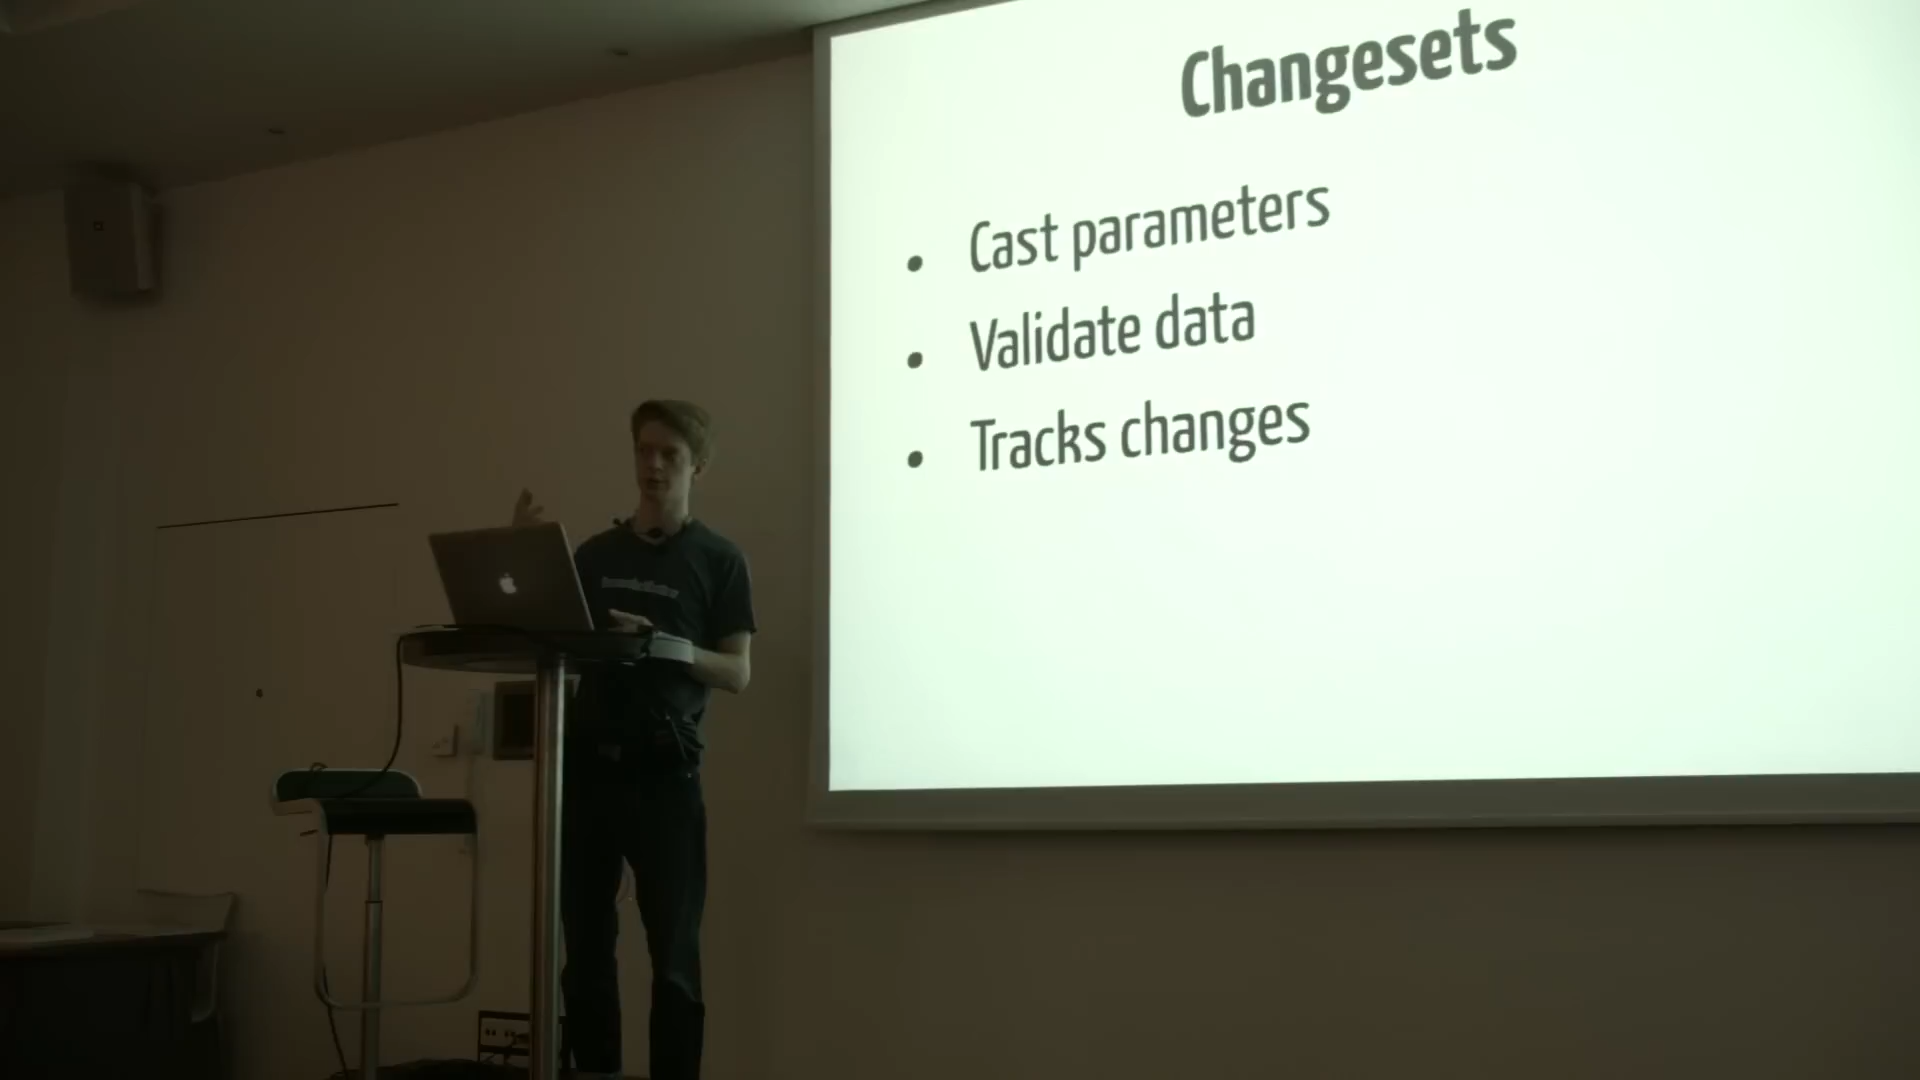 Changesets
• Cast parameters
• Validate data
• Tracks changes